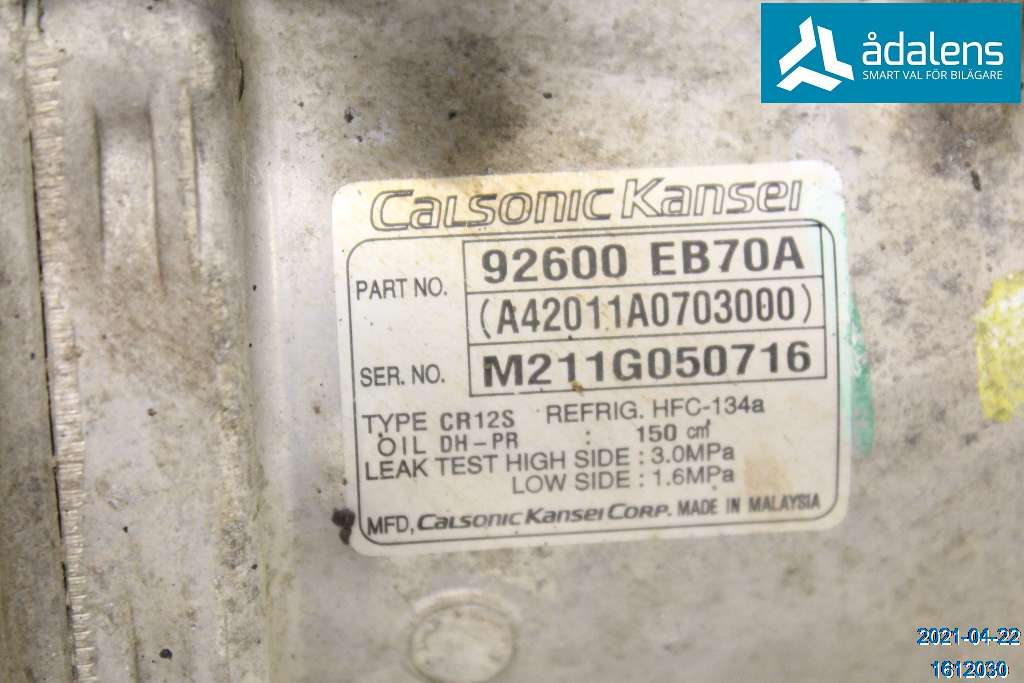 ådalens
SMART VAL FÖR BILÄGARE
CALSONIC KANSEI
PART NO. 92600 EB70A
(A42011A0703000)
SER. NO. M211G050716
TYPE CR12S REFRIG. HFC-134a
OIL DH-PR : 150 cm³
LEAK TEST HIGH SIDE : 3.0MPa
LOW SIDE : 1.6MPa
MFD, CALSONIC KANSEI CORP. MADE IN MALAYSIA
2021-04-22
1612030